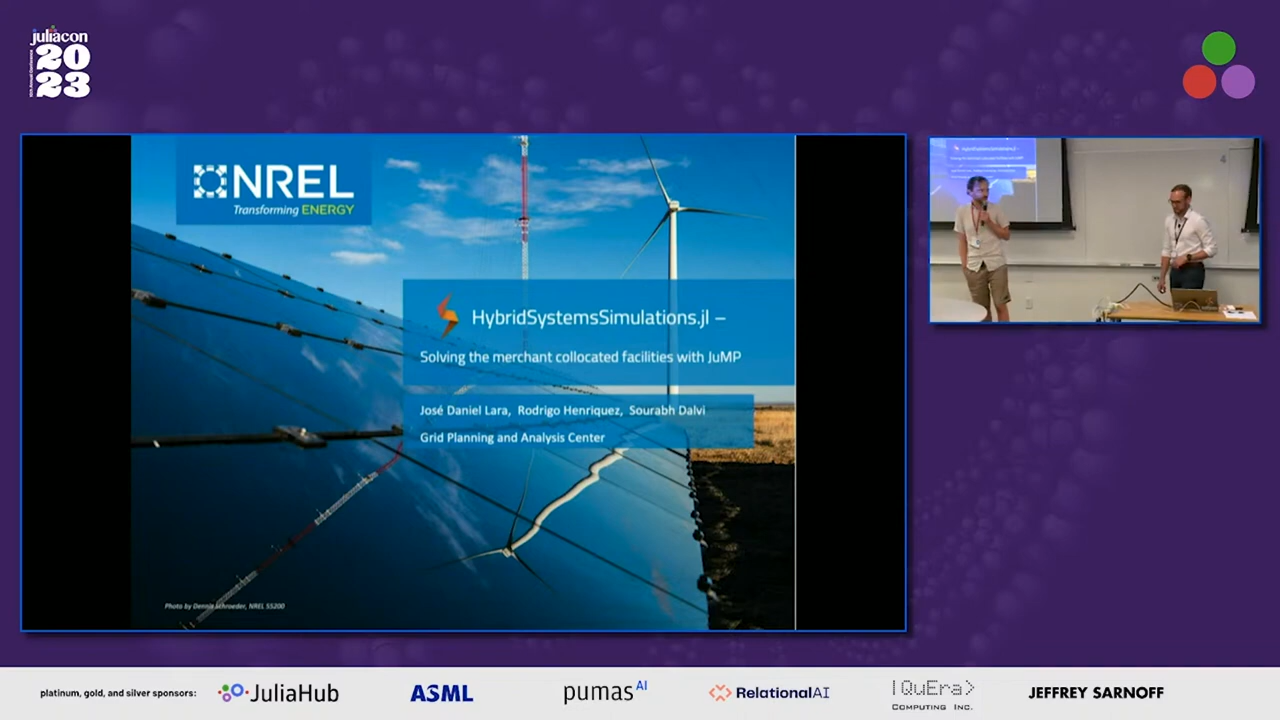 juliacon
20
23
NREL
Transforming ENERGY
HybridSystemsSimulations.jl –
Solving the merchant collocated facilities with JuMP
José Daniel Lara, Rodrigo Henriquez, Sourabh Dalvi
Grid Planning and Analysis Center
Photo by Dennis Schroeder, NREL 55200
platinum, gold, and silver sponsors:
JuliaHub
ASML
pumas AI
RelationalAI
|QuEra>
COMPUTING INC.
JEFFREY SARNOFF